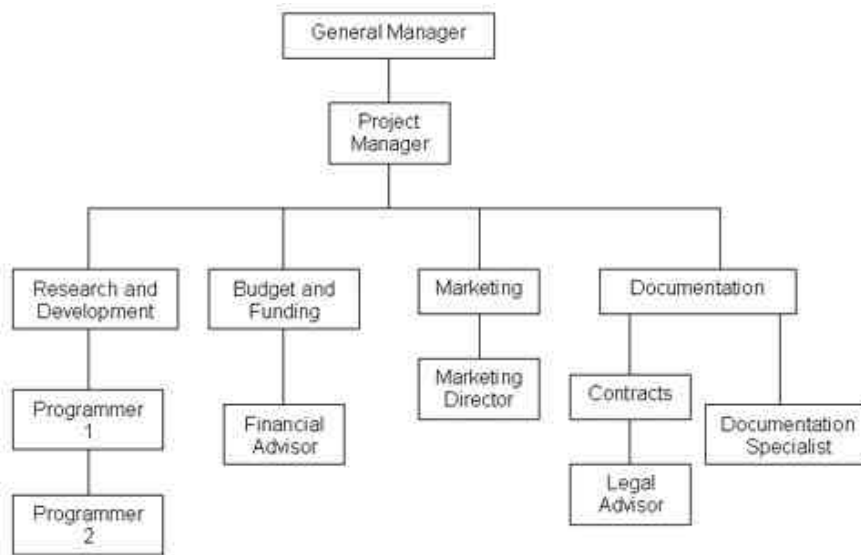 General Manager
Project
Manager
Research and
Development
Budget and
Funding
Marketing
Documentation
Programmer
1
Financial
Advisor
Marketing
Director
Contracts
Documentation
Specialist
Programmer
2
Legal
Advisor